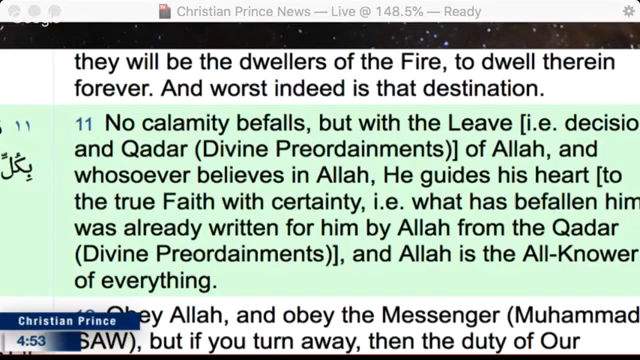 Christian Prince News — Live @ 148.5% — Ready
they will be the dwellers of the Fire, to dwell therein
forever. And worst indeed is that destination.
١١
11 No calamity befalls, but with the Leave [i.e. decisio
and Qadar (Divine Preordainments)] of Allah, and
بِكُلِّ
whosoever believes in Allah, He guides his heart [to
the true Faith with certainty, i.e. what has befallen him
was already written for him by Allah from the Qadar
(Divine Preordainments)], and Allah is the All-Knower
of everything.
Obey Allah, and obey the Messenger (Muhammad
SAW), but if you turn away, then the duty of Our
Christian Prince
4:53